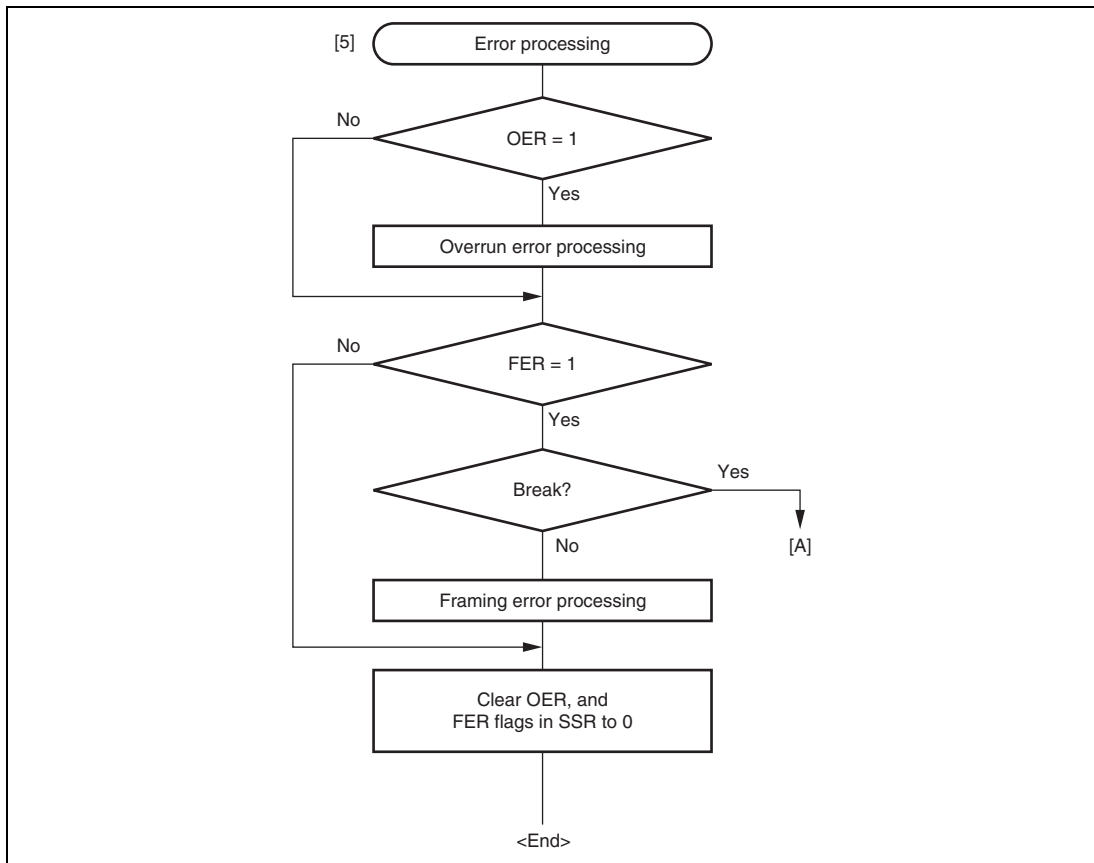 [5]
Error processing
No
OER = 1
Yes
Overrun error processing
No
FER = 1
Yes
Yes
Break?
No
[A]
Framing error processing
Clear OER, and
FER flags in SSR to 0
<End>